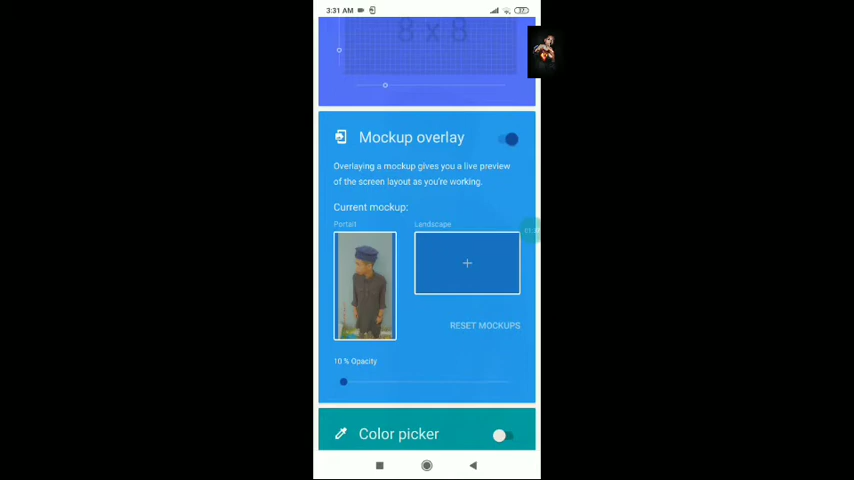 3:31 AM
8 x 8
Mockup overlay
Overlaying a mockup gives you a live preview
of the screen layout as you're working.
Current mockup:
Portrait Landscape
RESET MOCKUPS
10 % Opacity
Color picker